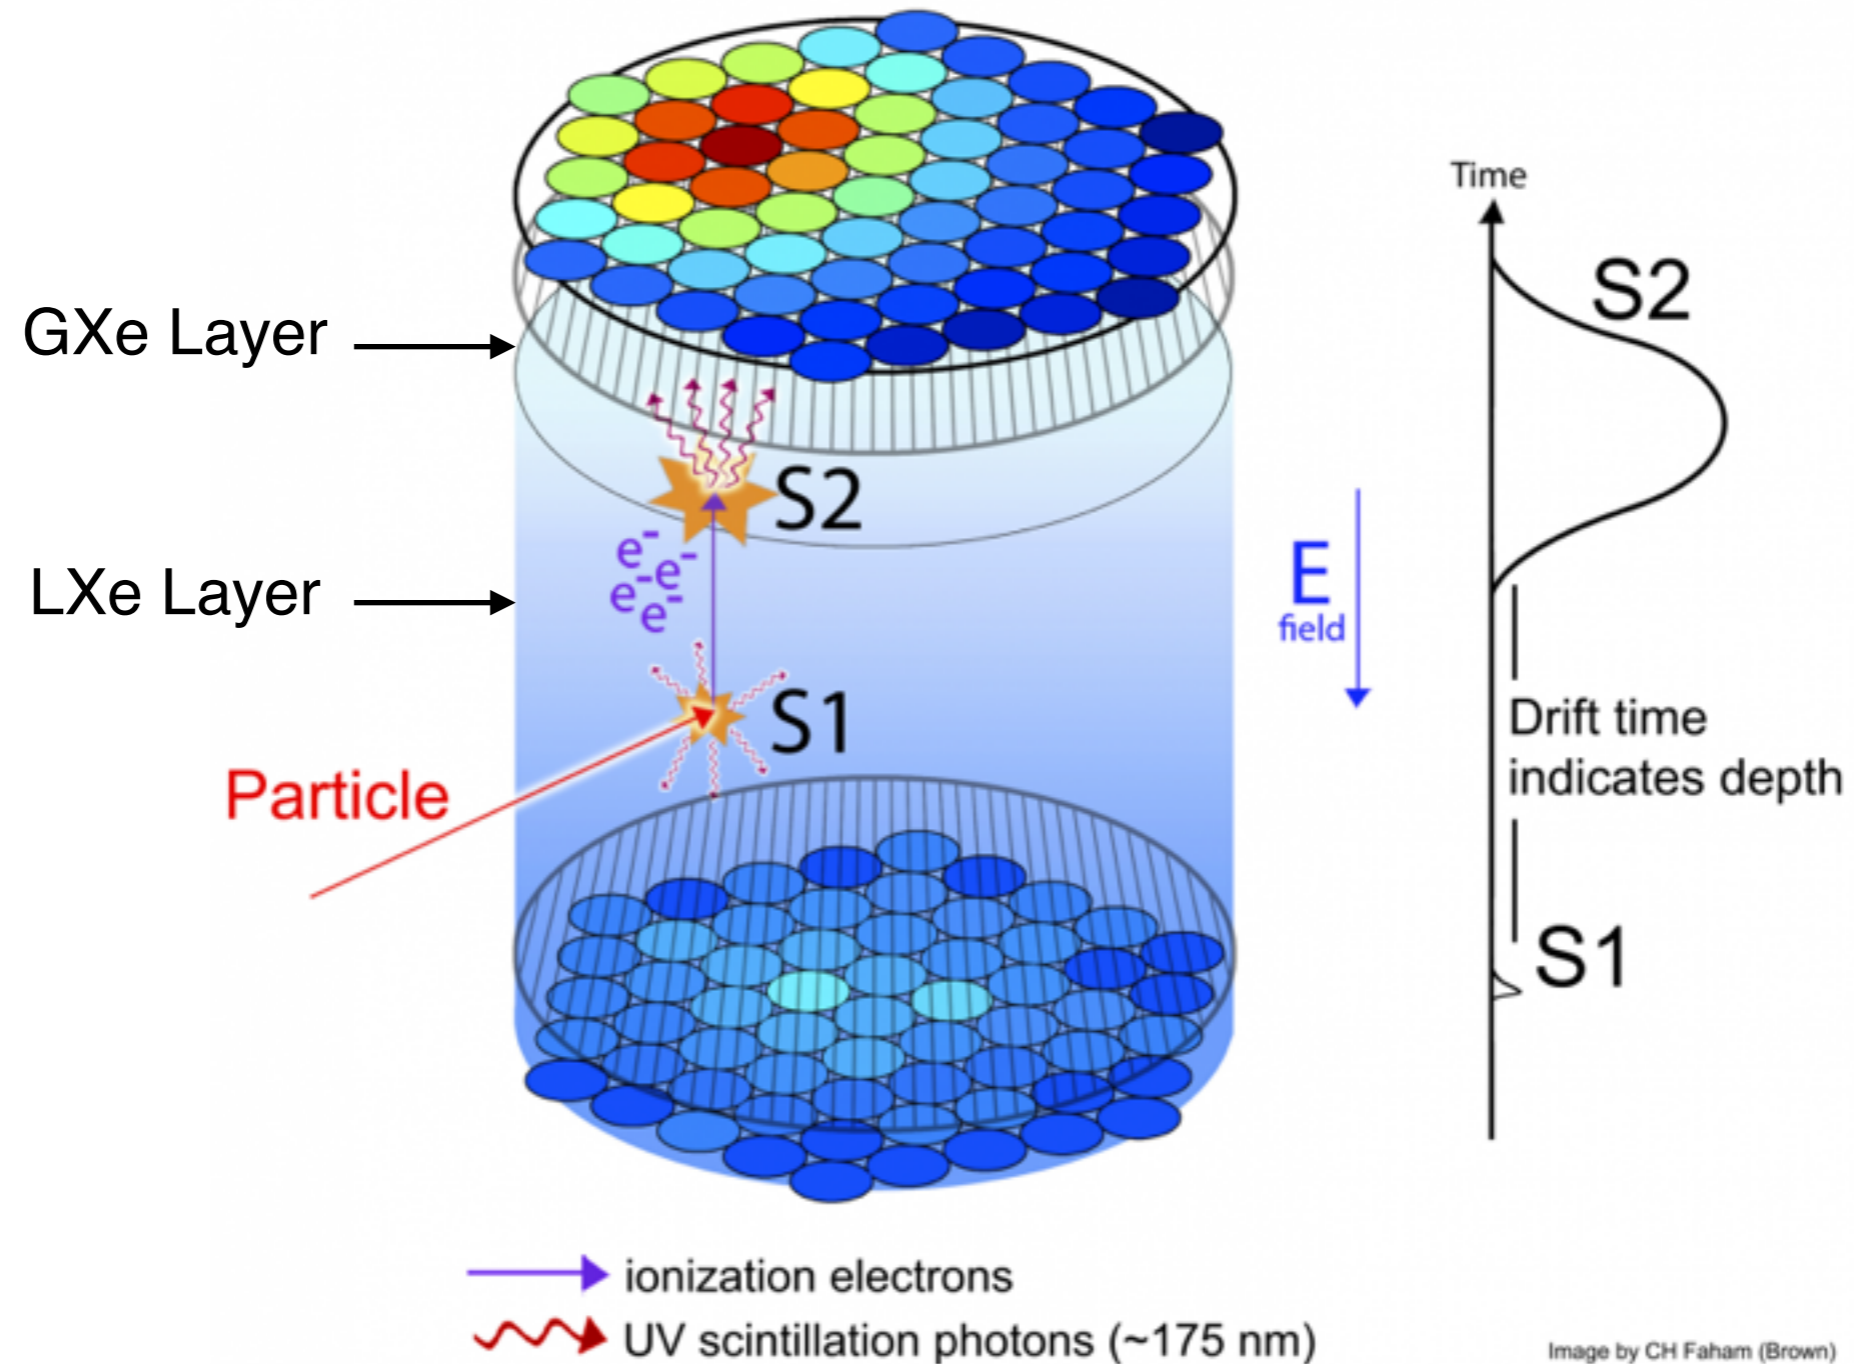 Time
S2
GXe Layer
S2
e-
e-
e-
e-
LXe Layer
E
field
S1
Particle
Drift time
indicates depth
S1
ionization electrons
UV scintillation photons (~175 nm)
Image by CH Faham (Brown)